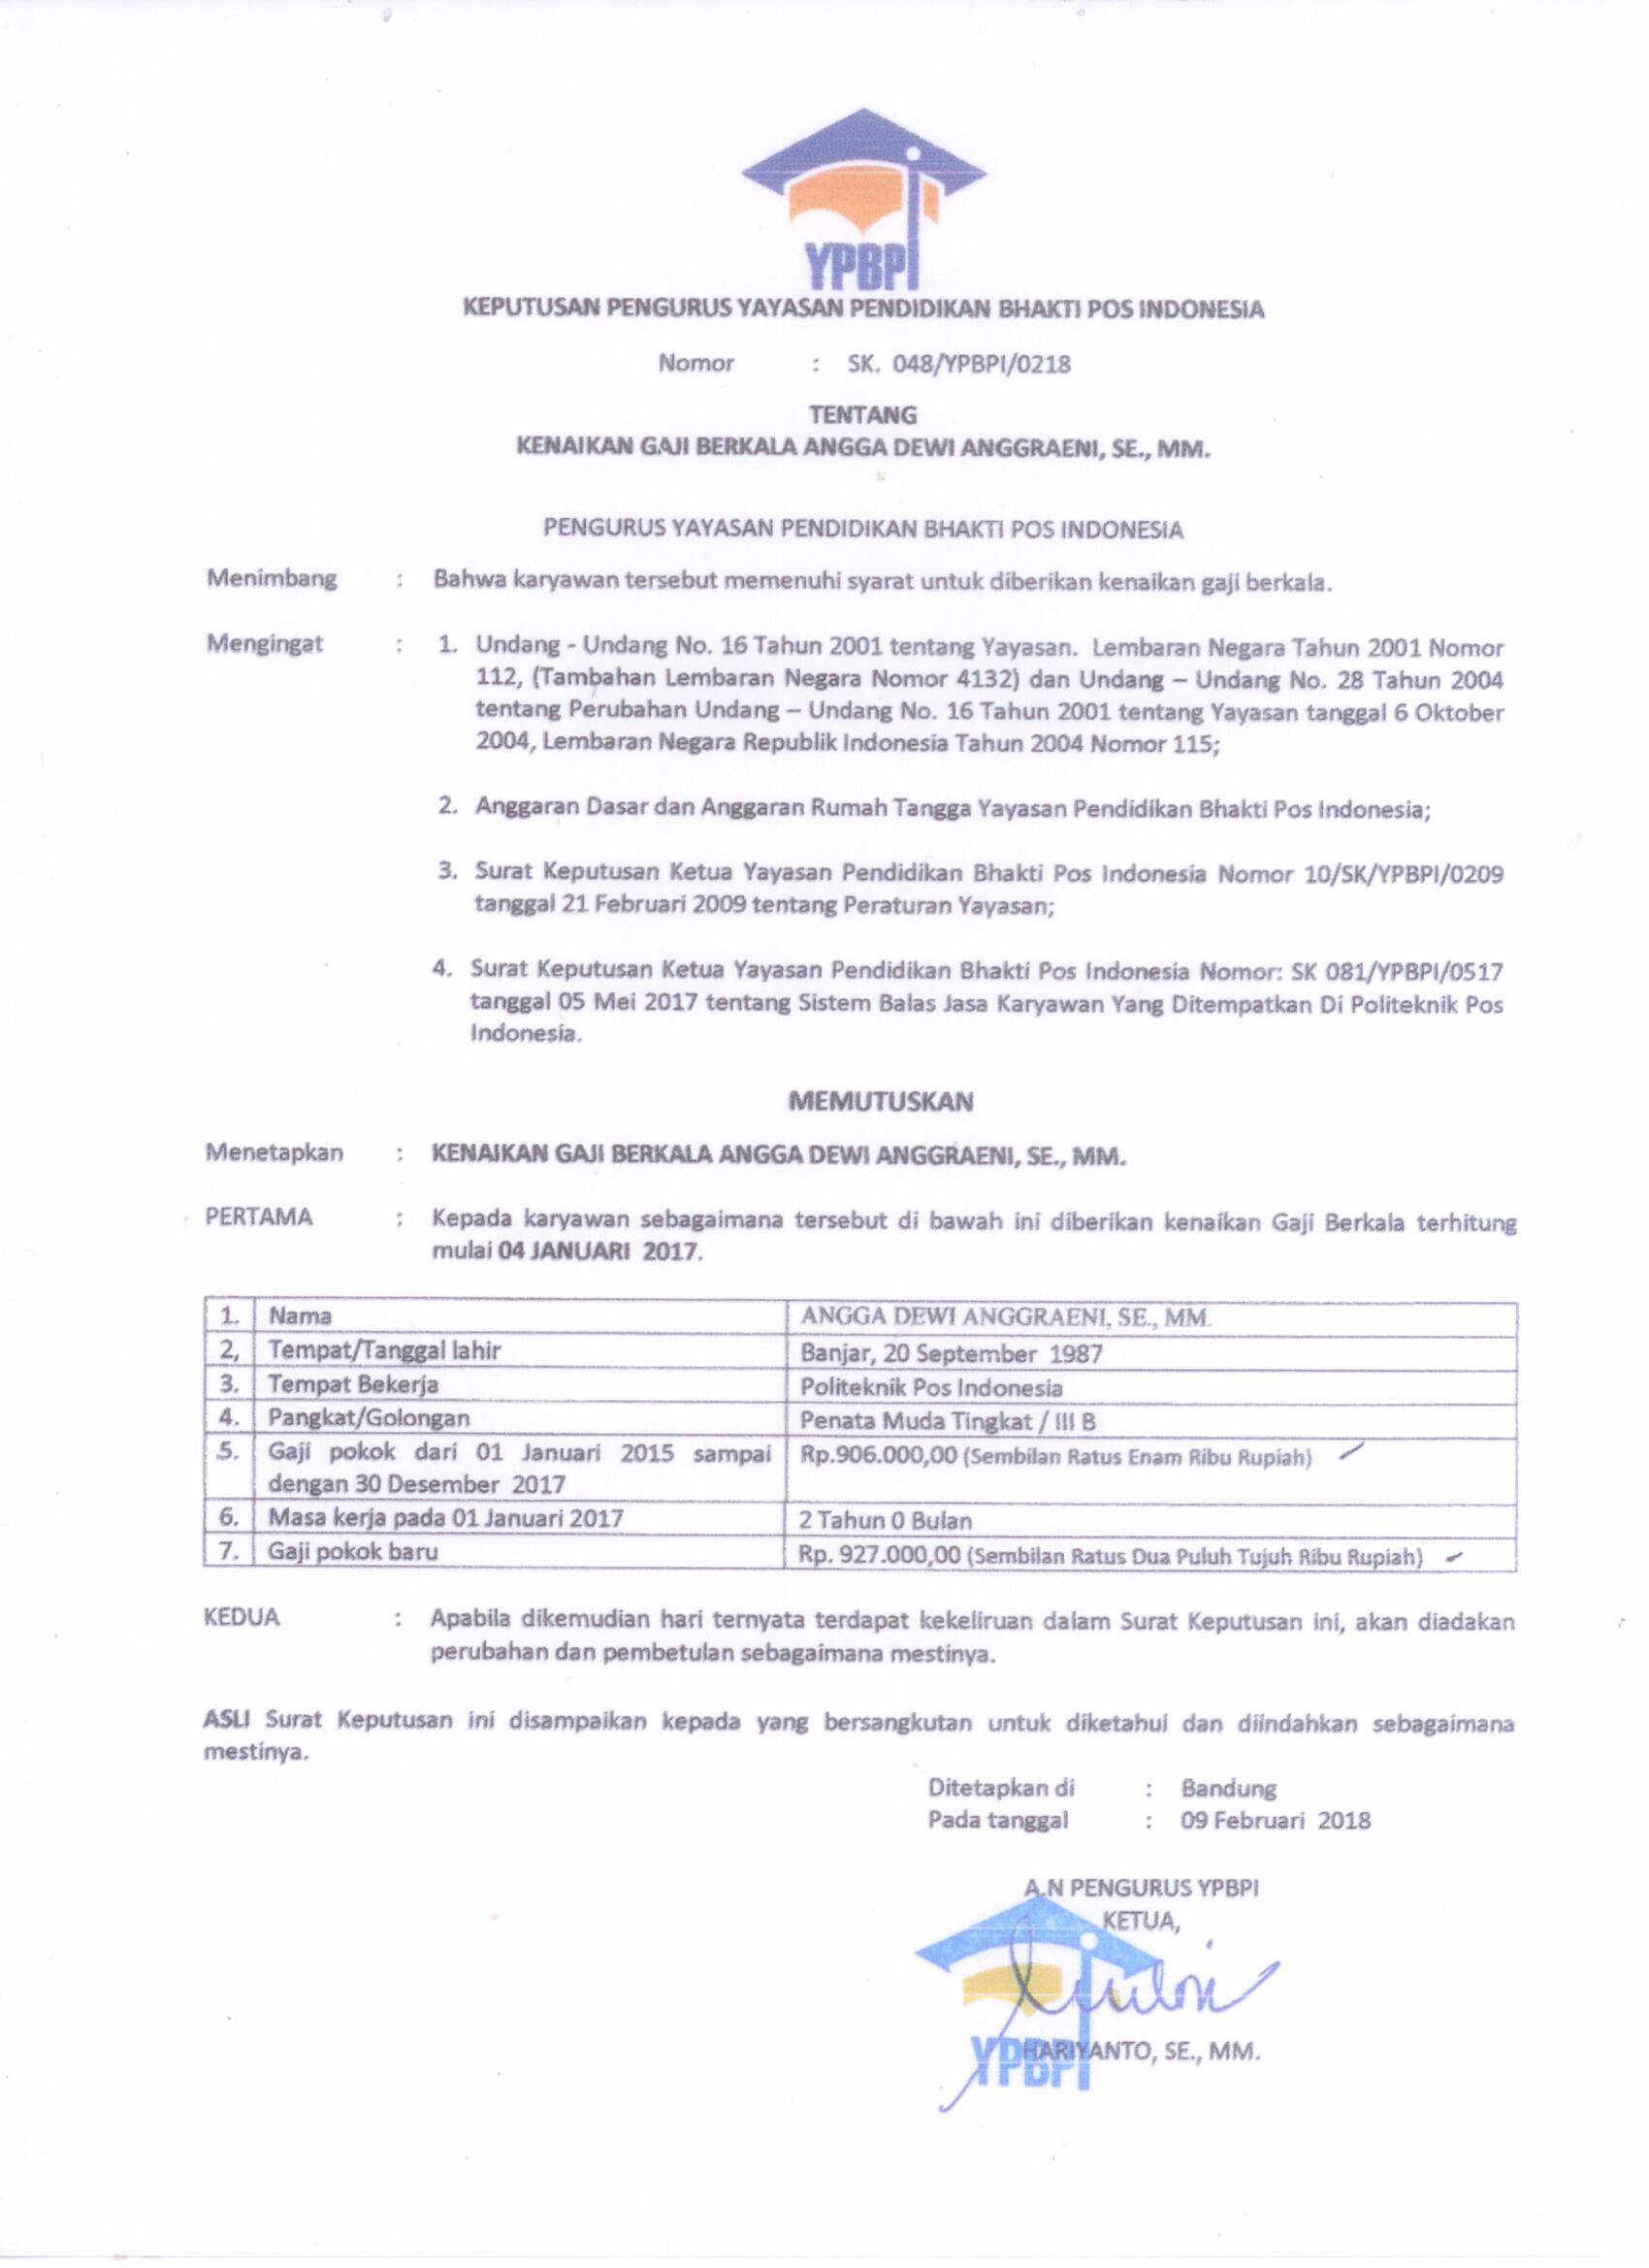 YPBPI
KEPUTUSAN PENGURUS YAYASAN PENDIDIKAN BHAKTI POS INDONESIA
Nomor : SK. 048/YPBPI/0218
TENTANG
KENAIKAN GAJI BERKALA ANGGA DEWI ANGGRAENI, SE., MM.
PENGURUS YAYASAN PENDIDIKAN BHAKTI POS INDONESIA
Menimbang : Bahwa karyawan tersebut memenuhi syarat untuk diberikan kenaikan gaji berkala.
Mengingat : 1. Undang - Undang No. 16 Tahun 2001 tentang Yayasan. Lembaran Negara Tahun 2001 Nomor
112, (Tambahan Lembaran Negara Nomor 4132) dan Undang – Undang No. 28 Tahun 2004
tentang Perubahan Undang – Undang No. 16 Tahun 2001 tentang Yayasan tanggal 6 Oktober
2004, Lembaran Negara Republik Indonesia Tahun 2004 Nomor 115;
2. Anggaran Dasar dan Anggaran Rumah Tangga Yayasan Pendidikan Bhakti Pos Indonesia;
3. Surat Keputusan Ketua Yayasan Pendidikan Bhakti Pos Indonesia Nomor 10/SK/YPBPI/0209
tanggal 21 Februari 2009 tentang Peraturan Yayasan;
4. Surat Keputusan Ketua Yayasan Pendidikan Bhakti Pos Indonesia Nomor: SK 081/YPBPI/0517
tanggal 05 Mei 2017 tentang Sistem Balas Jasa Karyawan Yang Ditempatkan Di Politeknik Pos
Indonesia.
MEMUTUSKAN
Menetapkan : KENAIKAN GAJI BERKALA ANGGA DEWI ANGGRAENI, SE., MM.
PERTAMA : Kepada karyawan sebagaimana tersebut di bawah ini diberikan kenaikan Gaji Berkala terhitung
mulai 04 JANUARI 2017.
1. Nama ANGGA DEWI ANGGRAENI, SE., MM.
2, Tempat/Tanggal lahir Banjar, 20 September 1987
3. Tempat Bekerja Politeknik Pos Indonesia
4. Pangkat/Golongan Penata Muda Tingkat / III B
5. Gaji pokok dari 01 Januari 2015 sampai Rp.906.000,00 (Sembilan Ratus Enam Ribu Rupiah)
dengan 30 Desember 2017
6. Masa kerja pada 01 Januari 2017 2 Tahun 0 Bulan
7. Gaji pokok baru Rp. 927.000,00 (Sembilan Ratus Dua Puluh Tujuh Ribu Rupiah)
KEDUA : Apabila dikemudian hari ternyata terdapat kekeliruan dalam Surat Keputusan ini, akan diadakan
perubahan dan pembetulan sebagaimana mestinya.
ASLI Surat Keputusan ini disampaikan kepada yang bersangkutan untuk diketahui dan diindahkan sebagaimana
mestinya.
Ditetapkan di : Bandung
Pada tanggal : 09 Februari 2018
A.N PENGURUS YPBPI
KETUA,
YPBPI
HARIYANTO, SE., MM.